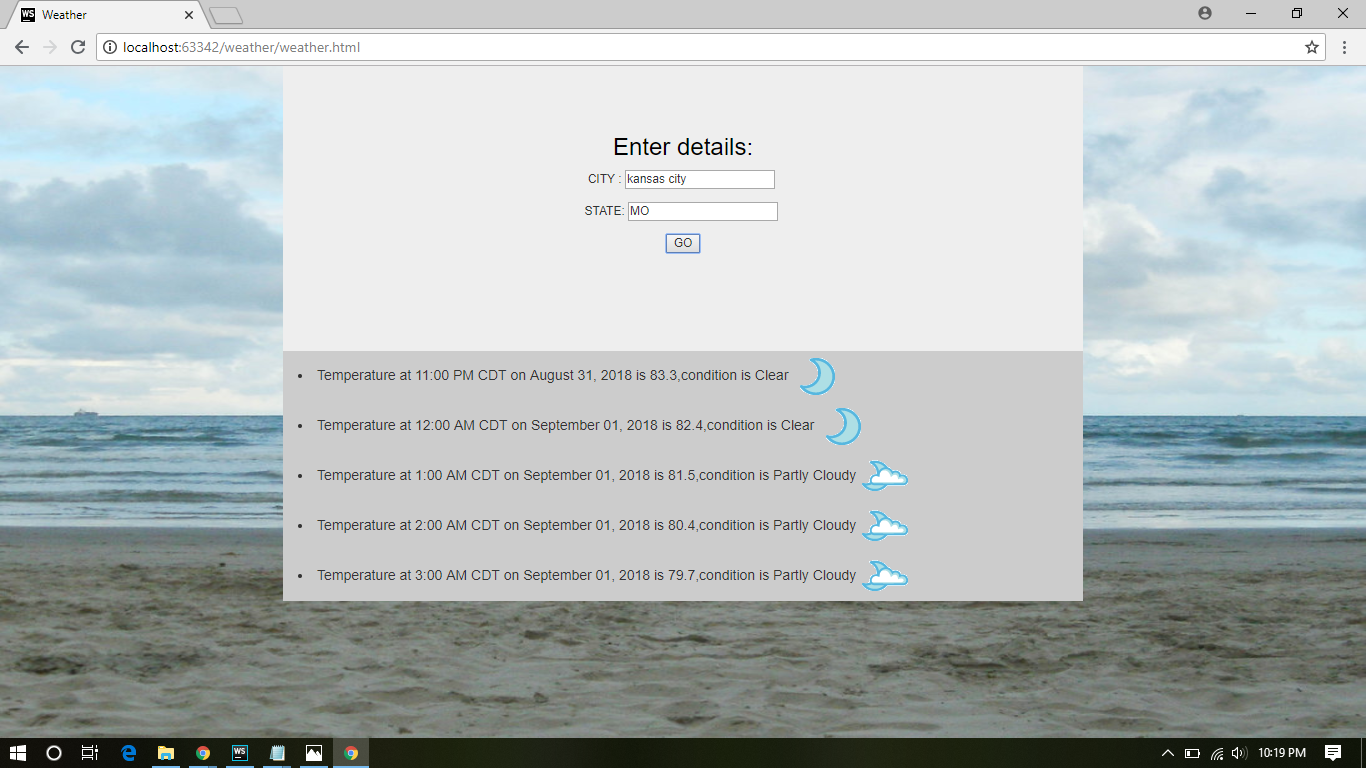 WS Weather
localhost:63342/weather/weather.html
Enter details:
CITY : kansas city
STATE: MO
GO
Temperature at 11:00 PM CDT on August 31, 2018 is 83.3,condition is Clear
Temperature at 12:00 AM CDT on September 01, 2018 is 82.4,condition is Clear
Temperature at 1:00 AM CDT on September 01, 2018 is 81.5,condition is Partly Cloudy
Temperature at 2:00 AM CDT on September 01, 2018 is 80.4,condition is Partly Cloudy
Temperature at 3:00 AM CDT on September 01, 2018 is 79.7,condition is Partly Cloudy
WS 10:19 PM